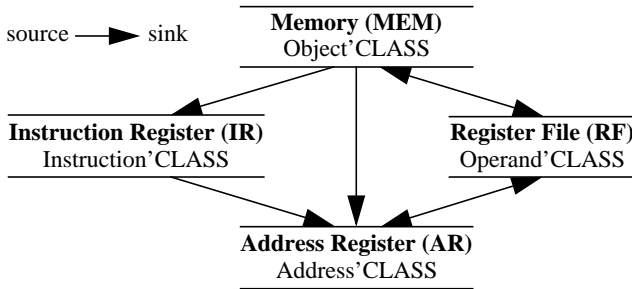 source sink
Memory (MEM)
Object’CLASS
Instruction Register (IR)
Instruction’CLASS
Register File (RF)
Operand’CLASS
Address Register (AR)
Address’CLASS